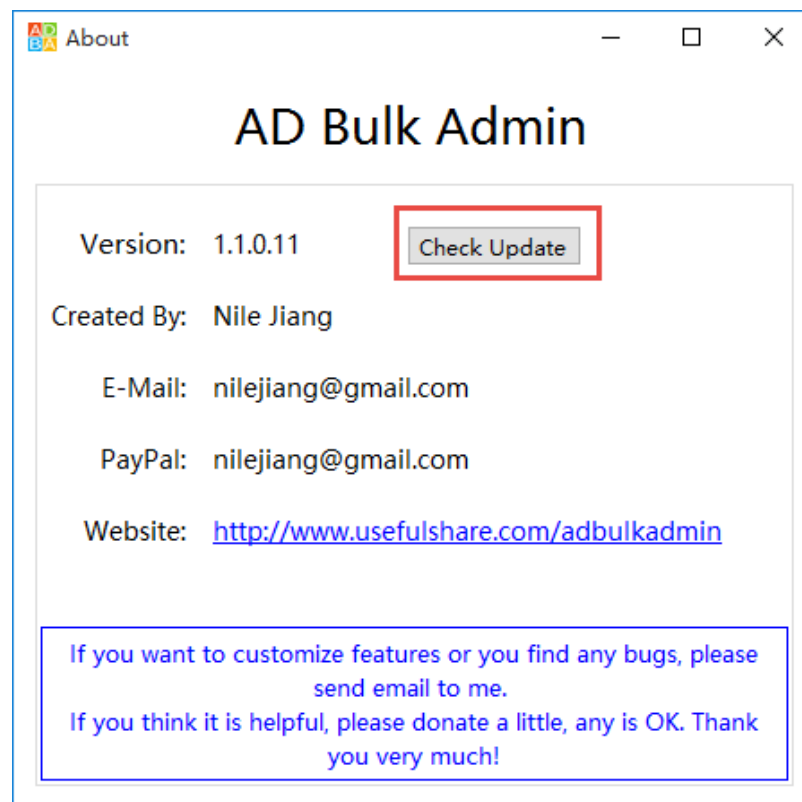 AD
BA
About
AD Bulk Admin
Version: 1.1.0.11 Check Update
Created By: Nile Jiang
E-Mail: nilejiang@gmail.com
PayPal: nilejiang@gmail.com
Website: http://www.usefulshare.com/adbulkadmin
If you want to customize features or you find any bugs, please
send email to me.
If you think it is helpful, please donate a little, any is OK. Thank
you very much!